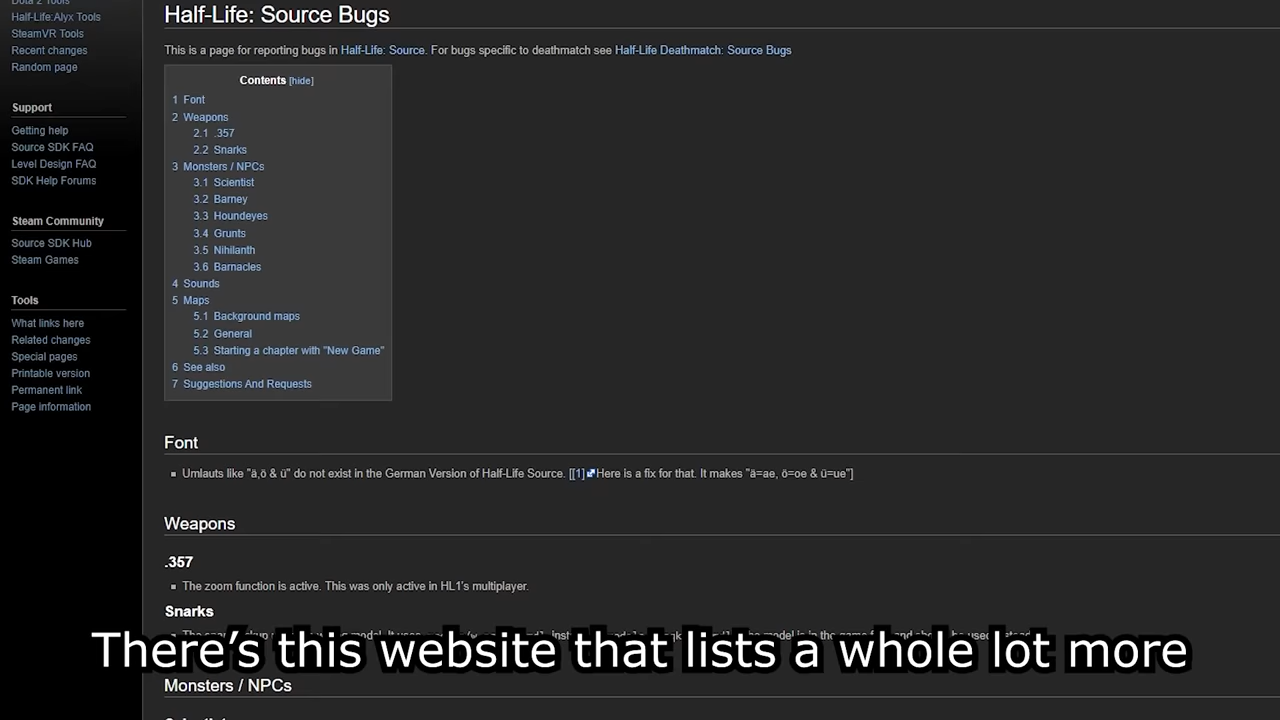 Dota 2 Tools
Half-Life:Alyx Tools
SteamVR Tools
Recent changes
Random page
Support
Getting help
Source SDK FAQ
Level Design FAQ
SDK Help Forums
Steam Community
Source SDK Hub
Steam Games
Tools
What links here
Related changes
Special pages
Printable version
Permanent link
Page information
Half-Life: Source Bugs
This is a page for reporting bugs in Half-Life: Source. For bugs specific to deathmatch see Half-Life Deathmatch: Source Bugs
Contents [hide]
1 Font
2 Weapons
2.1 .357
2.2 Snarks
3 Monsters / NPCs
3.1 Scientist
3.2 Barney
3.3 Houndeyes
3.4 Grunts
3.5 Nihilanth
3.6 Barnacles
4 Sounds
5 Maps
5.1 Background maps
5.2 General
5.3 Starting a chapter with "New Game"
6 See also
7 Suggestions And Requests
Font
Umlauts like "ä,ö & ü" do not exist in the German Version of Half-Life Source. [[1] Here is a fix for that. It makes "ä=ae, ö=oe & ü=ue"]
Weapons
.357
The zoom function is active. This was only active in HL1's multiplayer.
Snarks
There's this website that lists a whole lot more
Monsters / NPCs